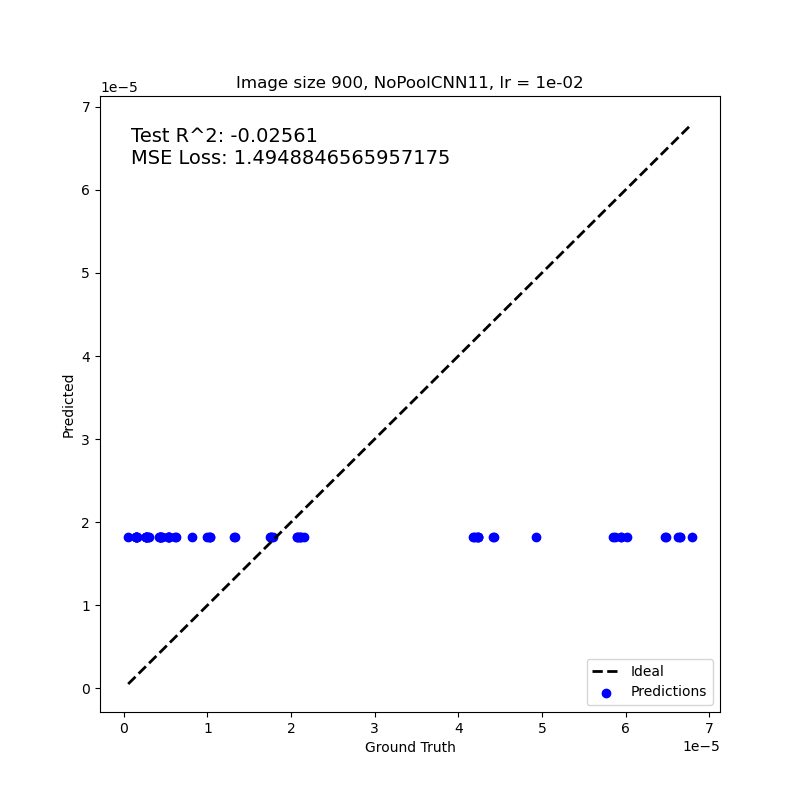 Image size 900, NoPoolCNN11, lr = 1e-02
1e−5
Test R^2: -0.02561
MSE Loss: 1.4948846565957175
7
6
5
4
3
2
1
0
Predicted
Ideal
Predictions
0 1 2 3 4 5 6 7
1e−5
Ground Truth